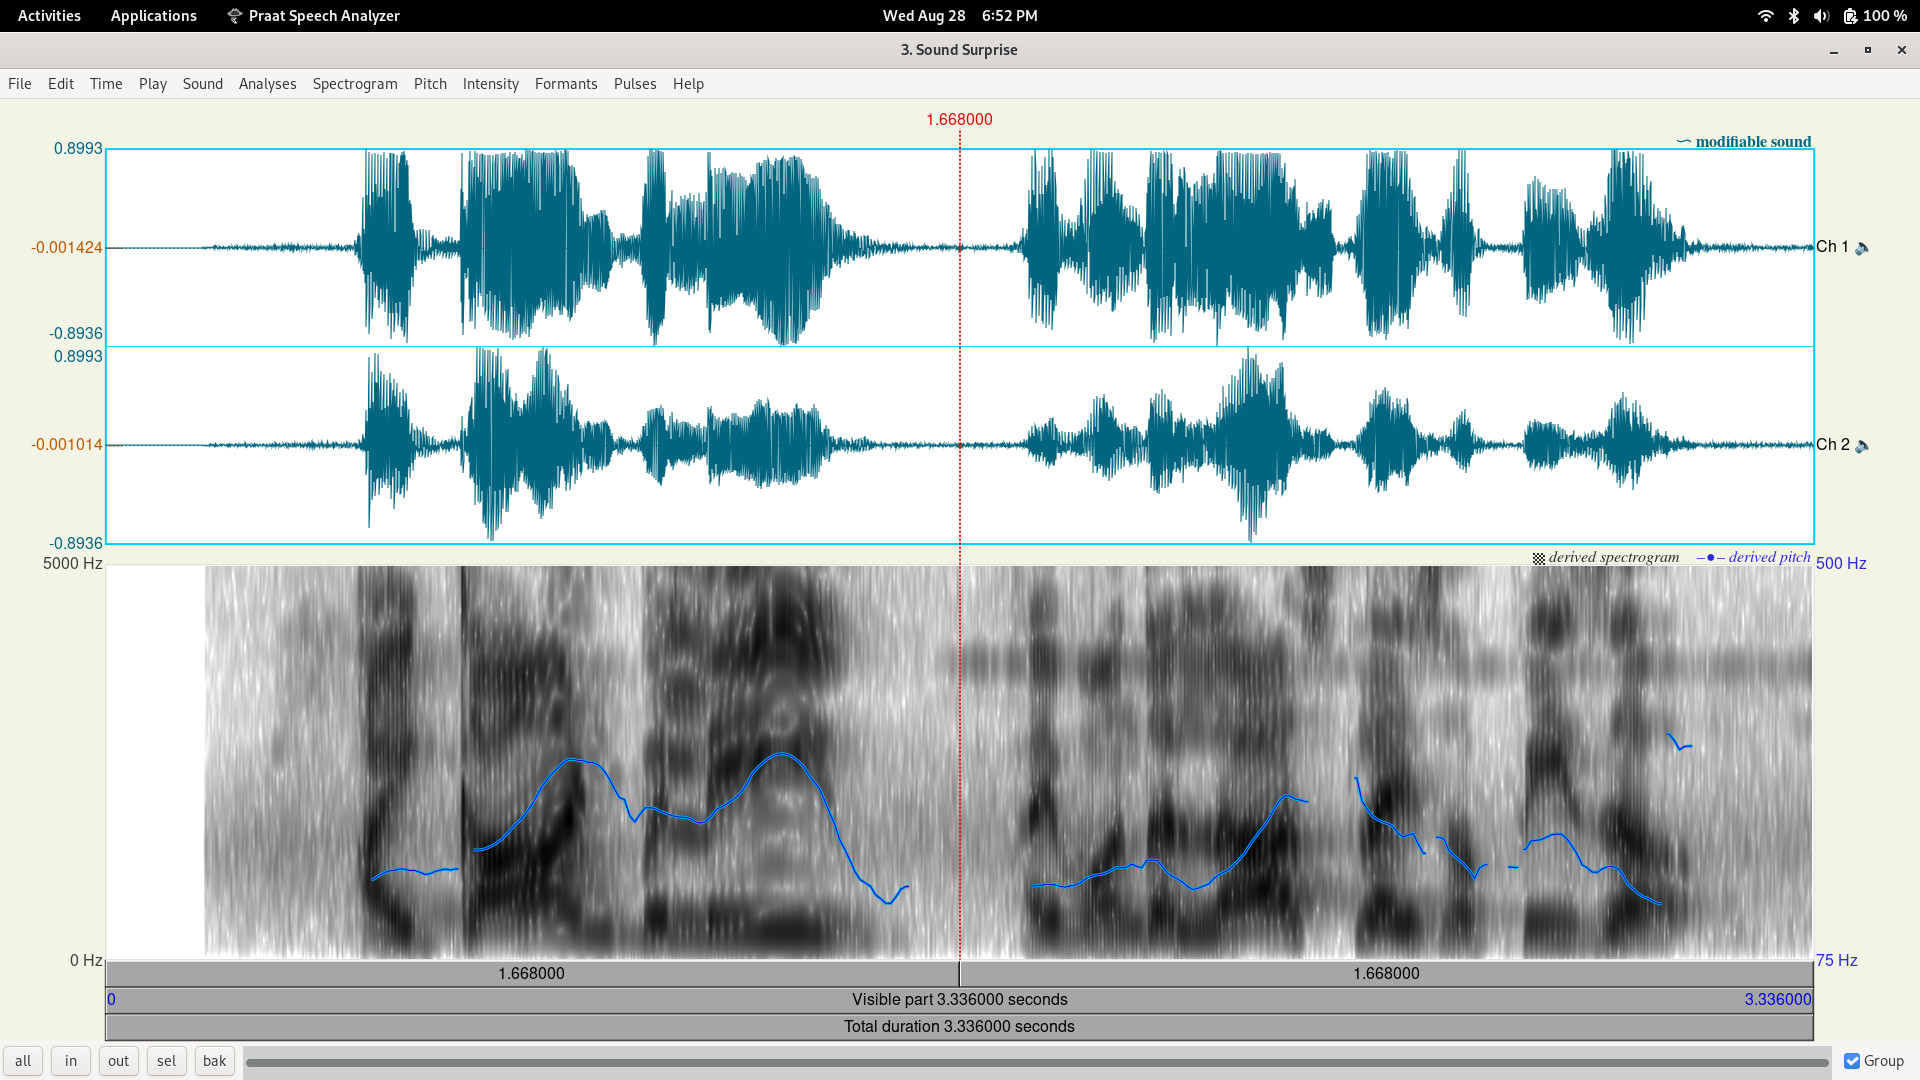 Activities Applications Praat Speech Analyzer Wed Aug 28 6:52 PM 100 %
3. Sound Surprise
File Edit Time Play Sound Analyses Spectrogram Pitch Intensity Formants Pulses Help
1.668000
modifiable sound
0.8993
-0.001424 Ch 1
-0.8936
0.8993
-0.001014 Ch 2
-0.8936
derived spectrogram derived pitch
5000 Hz 500 Hz
0 Hz 75 Hz
1.668000 1.668000
0 Visible part 3.336000 seconds 3.336000
Total duration 3.336000 seconds
all in out sel bak Group